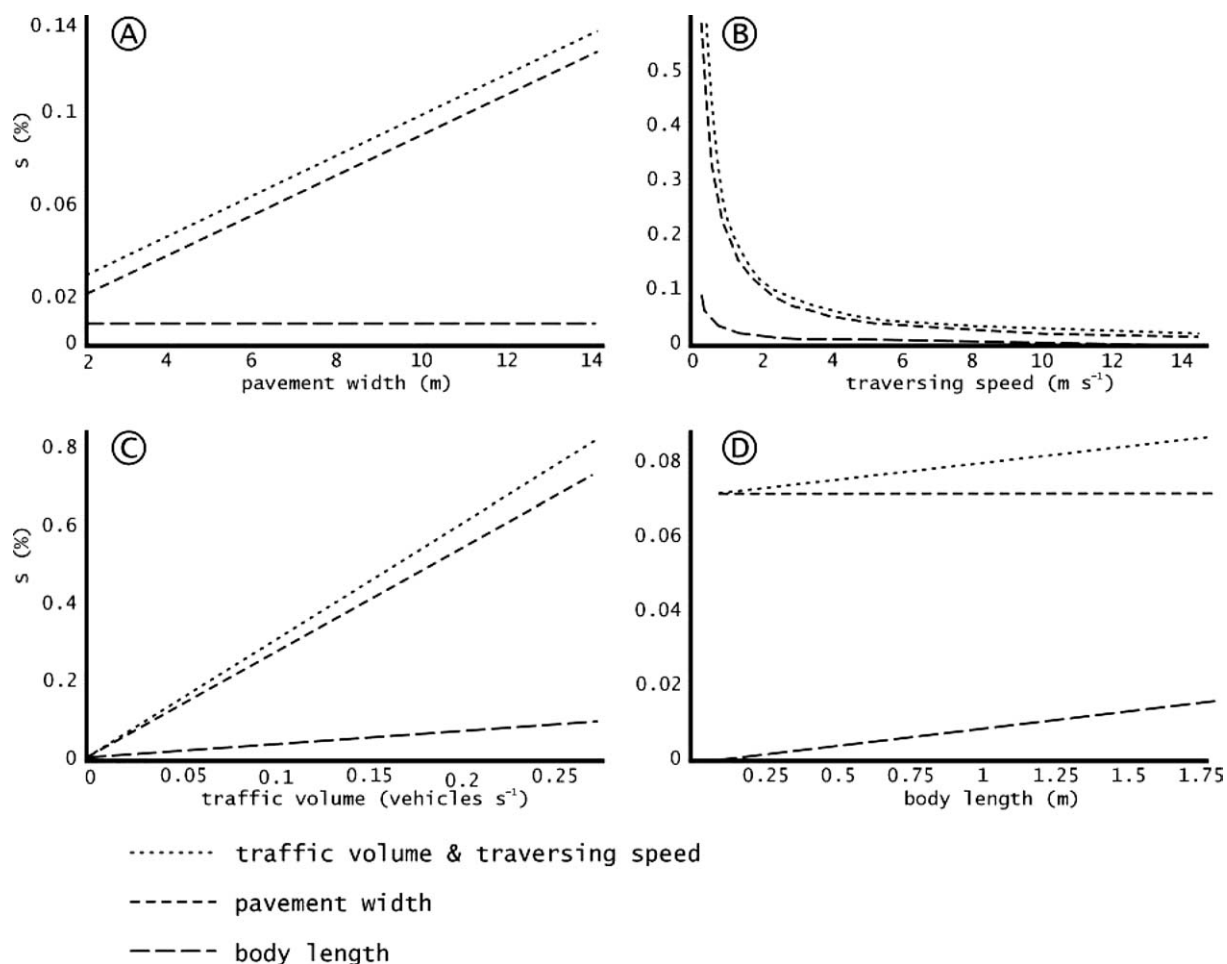 0.14
A
0.1
s (%)
0.06
0.02
0
2 4 6 8 10 12 14
pavement width (m)
B
0.5
0.4
0.3
0.2
0.1
0
0 2 4 6 8 10 12 14
traversing speed (m s⁻¹)
C
0.8
0.6
s (%)
0.4
0.2
0
0 0.05 0.1 0.15 0.2 0.25
traffic volume (vehicles s⁻¹)
D
0.08
0.06
0.04
0.02
0
0.25 0.5 0.75 1 1.25 1.5 1.75
body length (m)
traffic volume & traversing speed
pavement width
body length